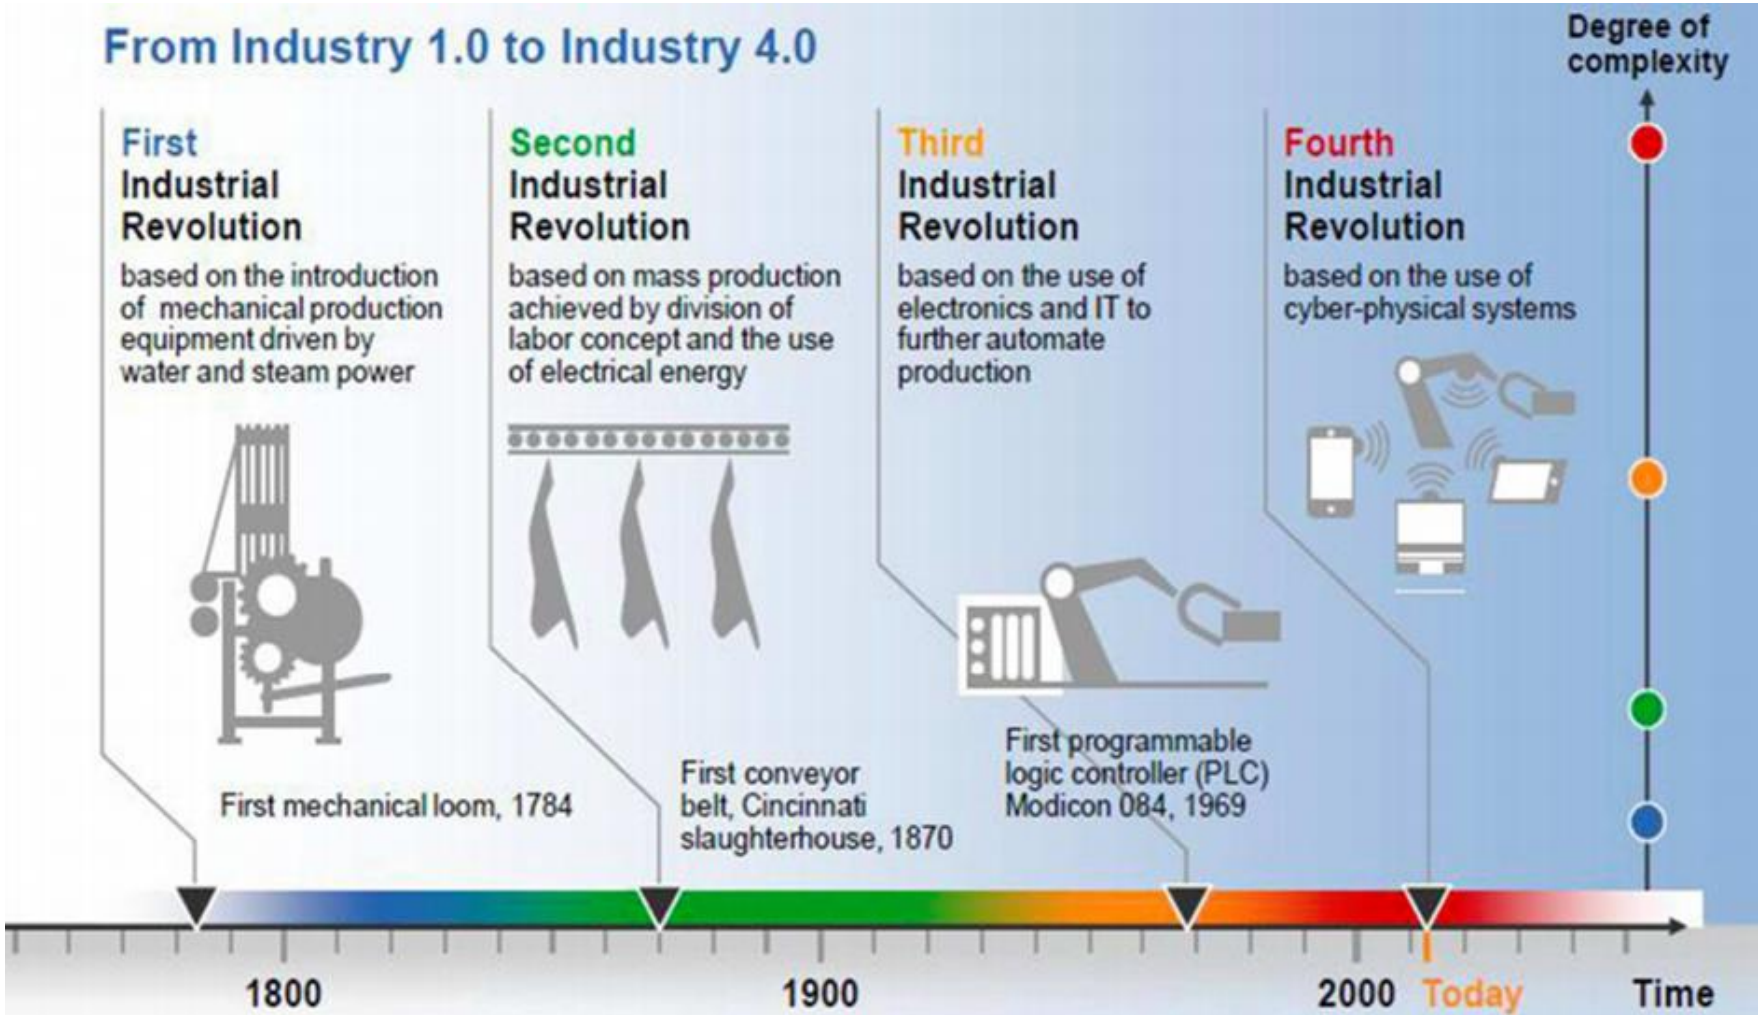 From Industry 1.0 to Industry 4.0
Degree of
complexity
First
Industrial
Revolution
based on the introduction
of mechanical production
equipment driven by
water and steam power
First mechanical loom, 1784
Second
Industrial
Revolution
based on mass production
achieved by division of
labor concept and the use
of electrical energy
First conveyor
belt, Cincinnati
slaughterhouse, 1870
Third
Industrial
Revolution
based on the use of
electronics and IT to
further automate
production
First programmable
logic controller (PLC)
Modicon 084, 1969
Fourth
Industrial
Revolution
based on the use of
cyber-physical systems
1800
1900
2000
Today
Time